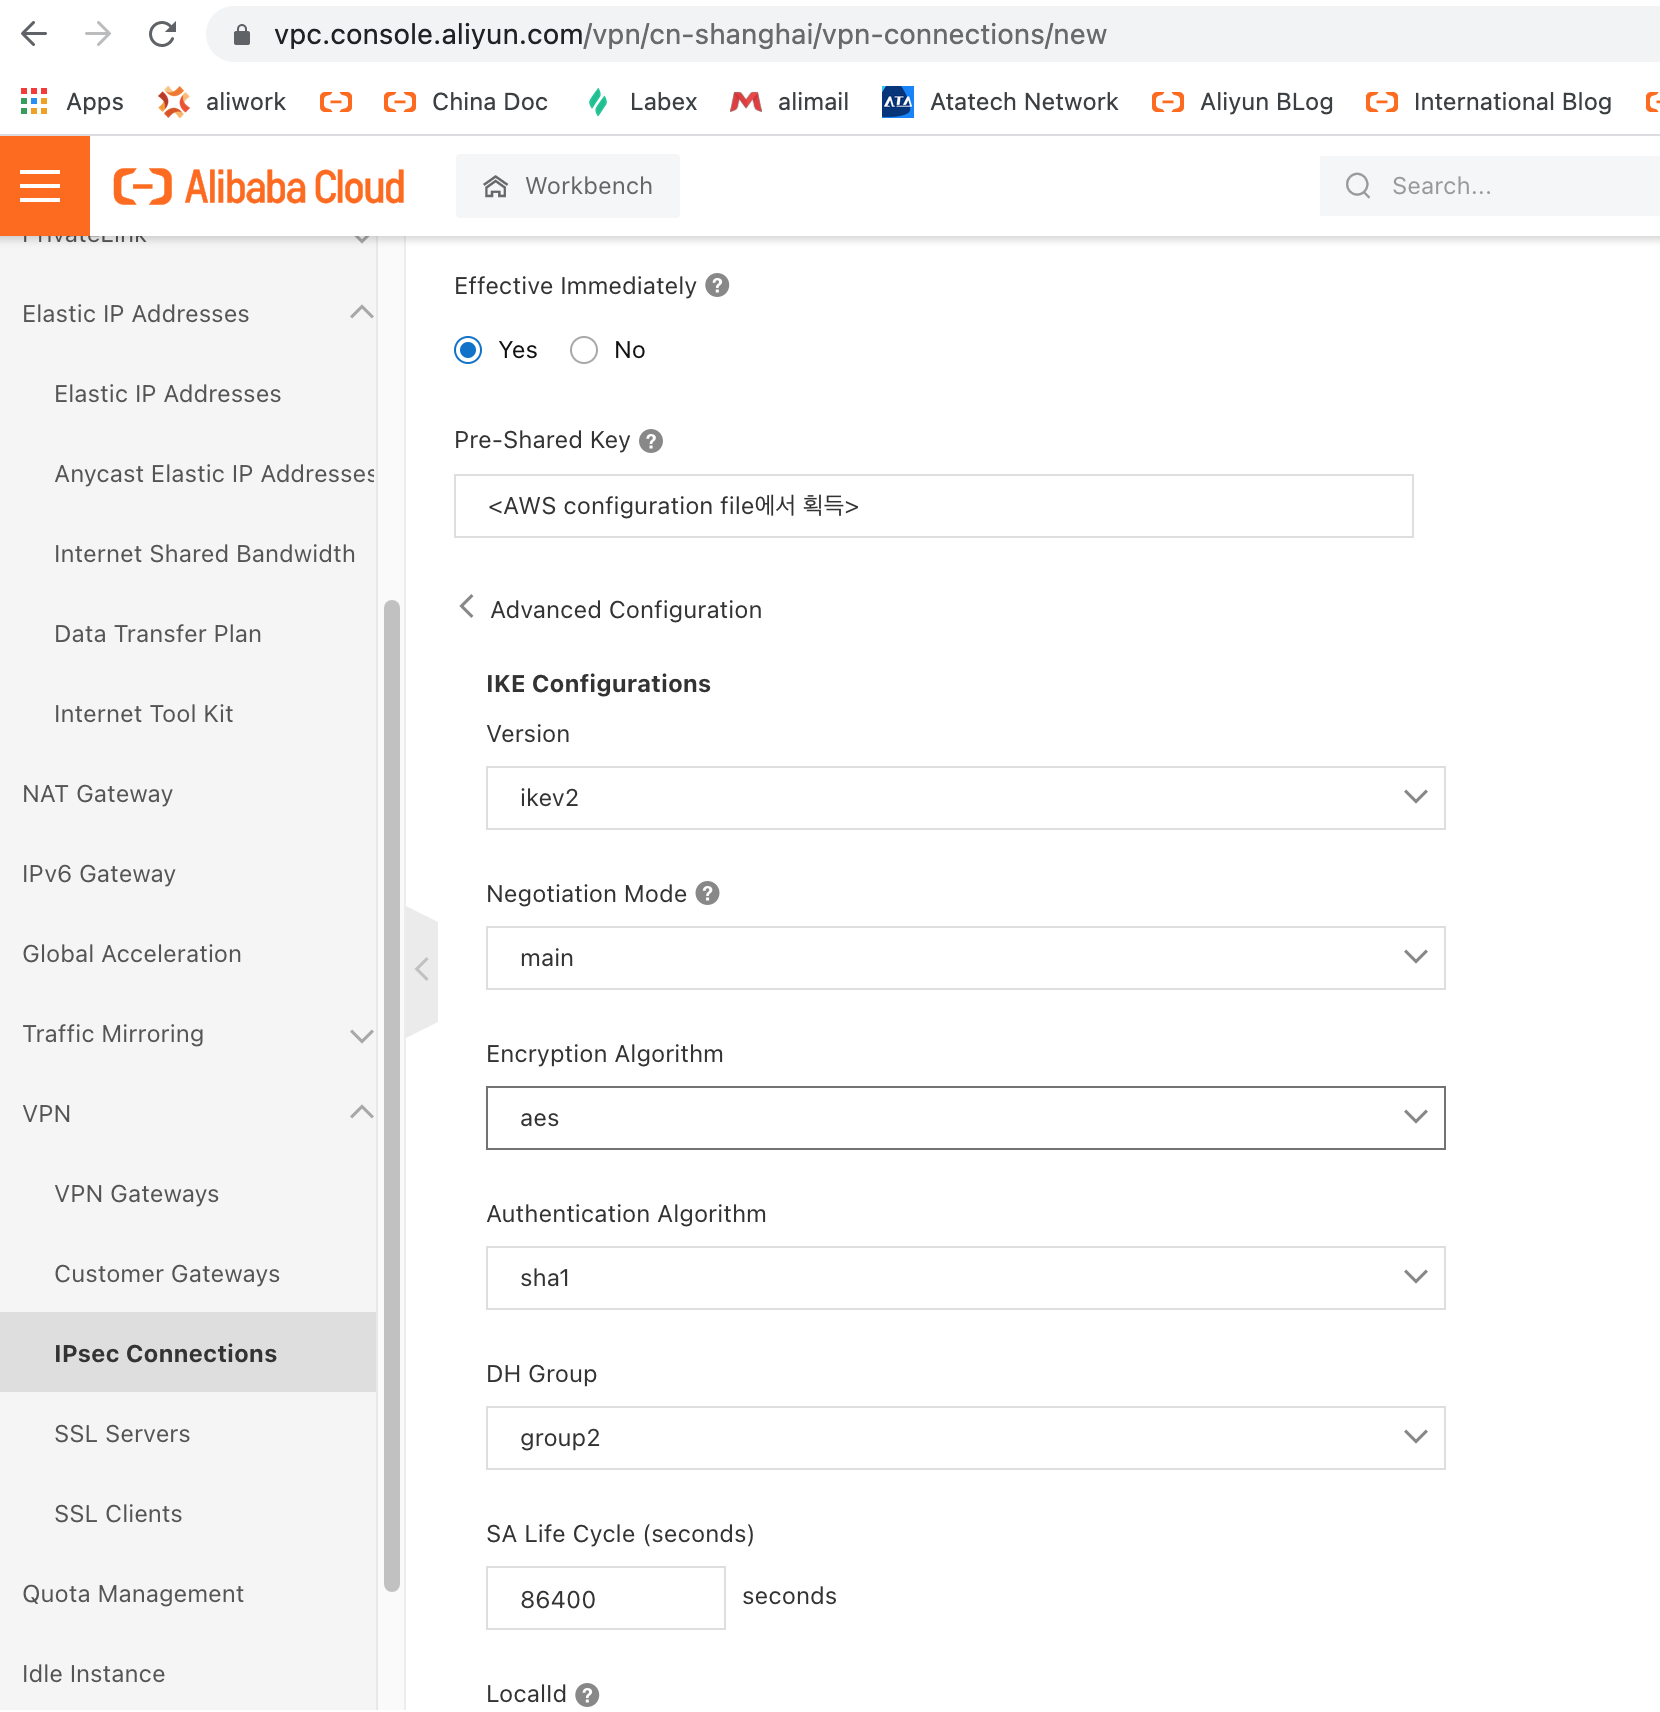 vpc.console.aliyun.com/vpn/cn-shanghai/vpn-connections/new
Apps aliwork China Doc Labex alimail ATA Atatech Network Aliyun BLog International Blog
Alibaba Cloud Workbench Search...
PrivateLink
Elastic IP Addresses
Elastic IP Addresses
Anycast Elastic IP Addresses
Internet Shared Bandwidth
Data Transfer Plan
Internet Tool Kit
NAT Gateway
IPv6 Gateway
Global Acceleration
Traffic Mirroring
VPN
VPN Gateways
Customer Gateways
IPsec Connections
SSL Servers
SSL Clients
Quota Management
Idle Instance
Effective Immediately ?
Yes No
Pre-Shared Key ?
<AWS configuration file에서 획득>
Advanced Configuration
IKE Configurations
Version
ikev2
Negotiation Mode ?
main
Encryption Algorithm
aes
Authentication Algorithm
sha1
DH Group
group2
SA Life Cycle (seconds)
86400 seconds
LocalId ?